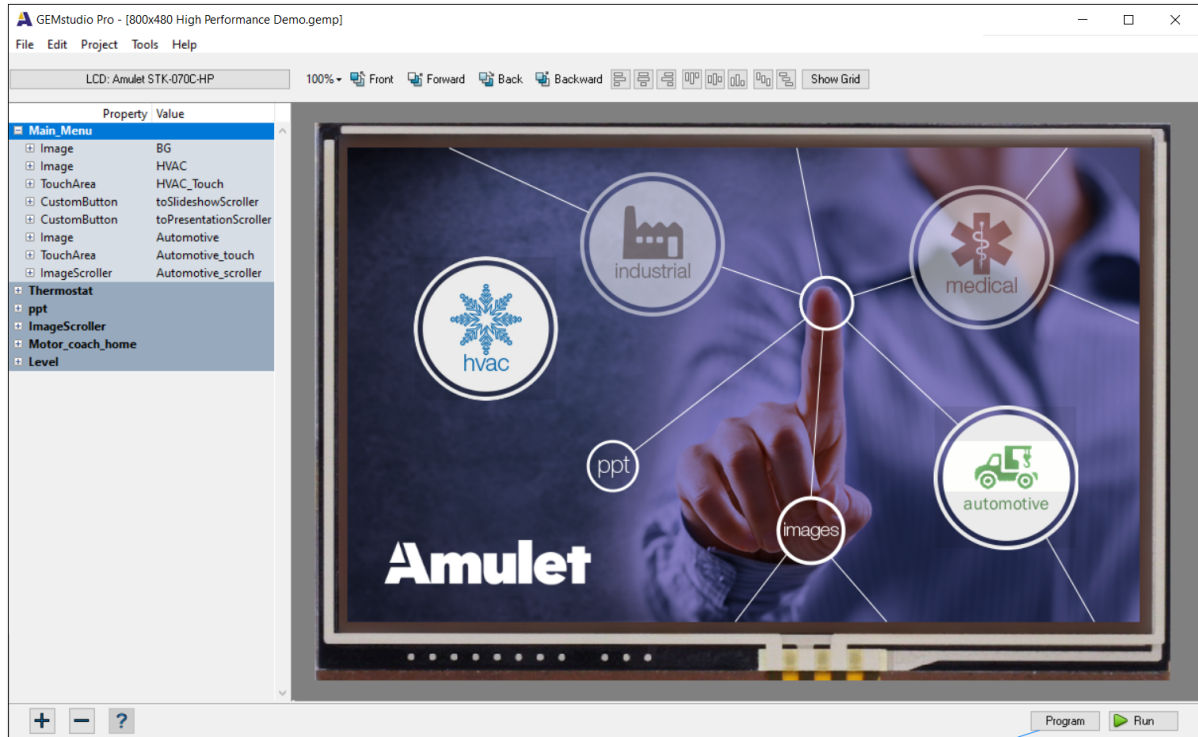 GEMstudio Pro - [800x480 High Performance Demo.gemp]
File Edit Project Tools Help
LCD: Amulet STK-070C-HP
100% Front Forward Back Backward Show Grid
Property Value
Main_Menu
Image BG
Image HVAC
TouchArea HVAC_Touch
CustomButton toSlideshowScroller
CustomButton toPresentationScroller
Image Automotive
TouchArea Automotive_touch
ImageScroller Automotive_scroller
Thermostat
ppt
ImageScroller
Motor_coach_home
Level
industrial
medical
hvac
ppt
automotive
images
Amulet
Program Run